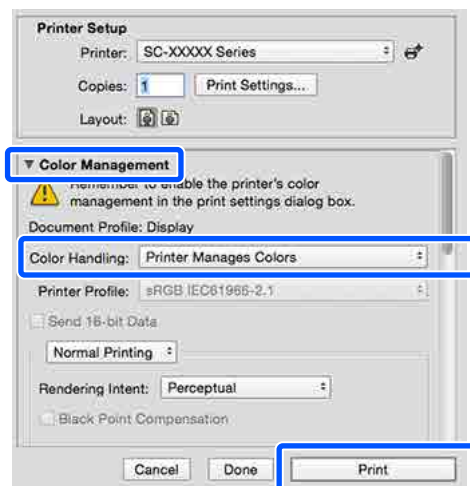 Printer Setup
Printer: SC-XXXXX Series
Copies: 1 Print Settings...
Layout:
▼ Color Management
Remember to enable the printer's color
management in the print settings dialog box.
Document Profile: Display
Color Handling: Printer Manages Colors
Printer Profile: sRGB IEC61966-2.1
Send 16-bit Data
Normal Printing
Rendering Intent: Perceptual
Black Point Compensation
Cancel Done Print